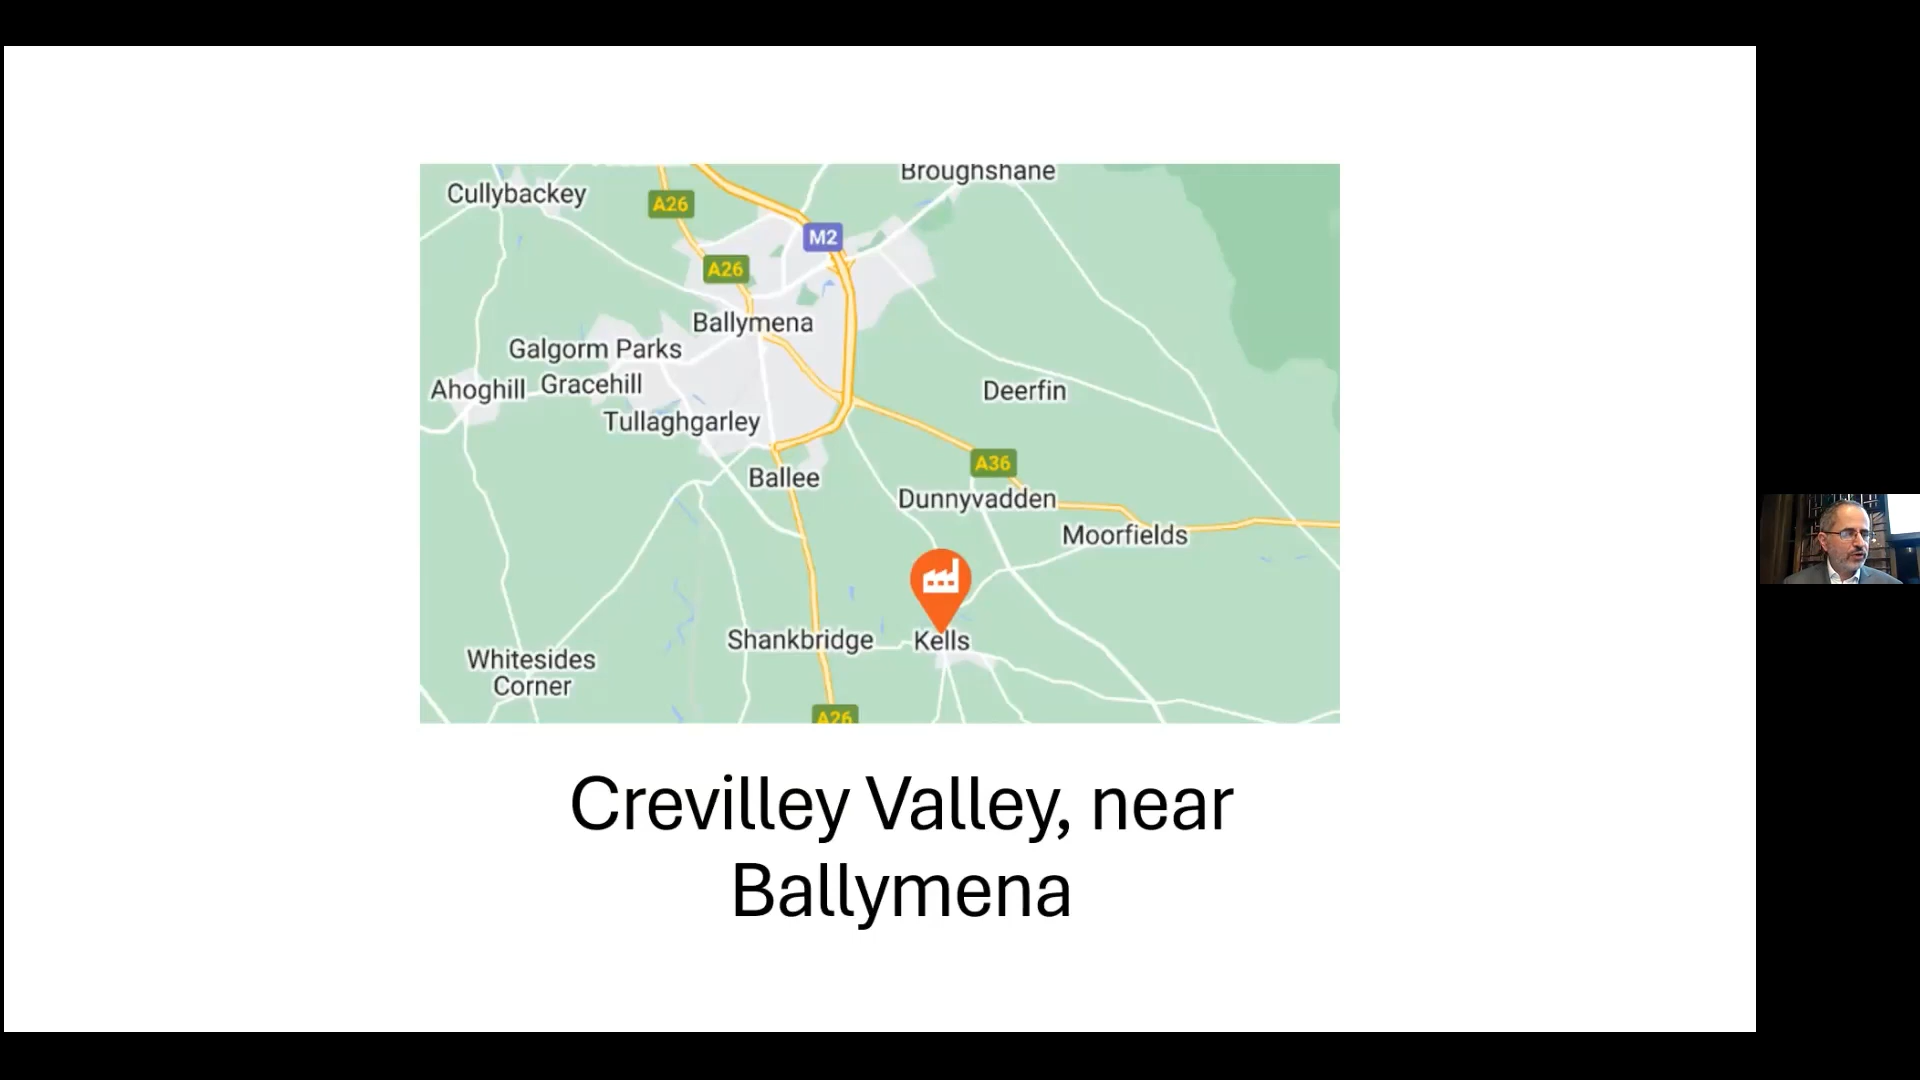 Broughshane
Cullybackey
A26
M2
A26
Ballymena
Galgorm Parks
Ahoghill
Gracehill
Deerfin
Tullaghgarley
A36
Ballee
Dunnyvadden
Moorfields
Shankbridge
Kells
Whitesides
Corner
A26
Crevilley Valley, near
Ballymena